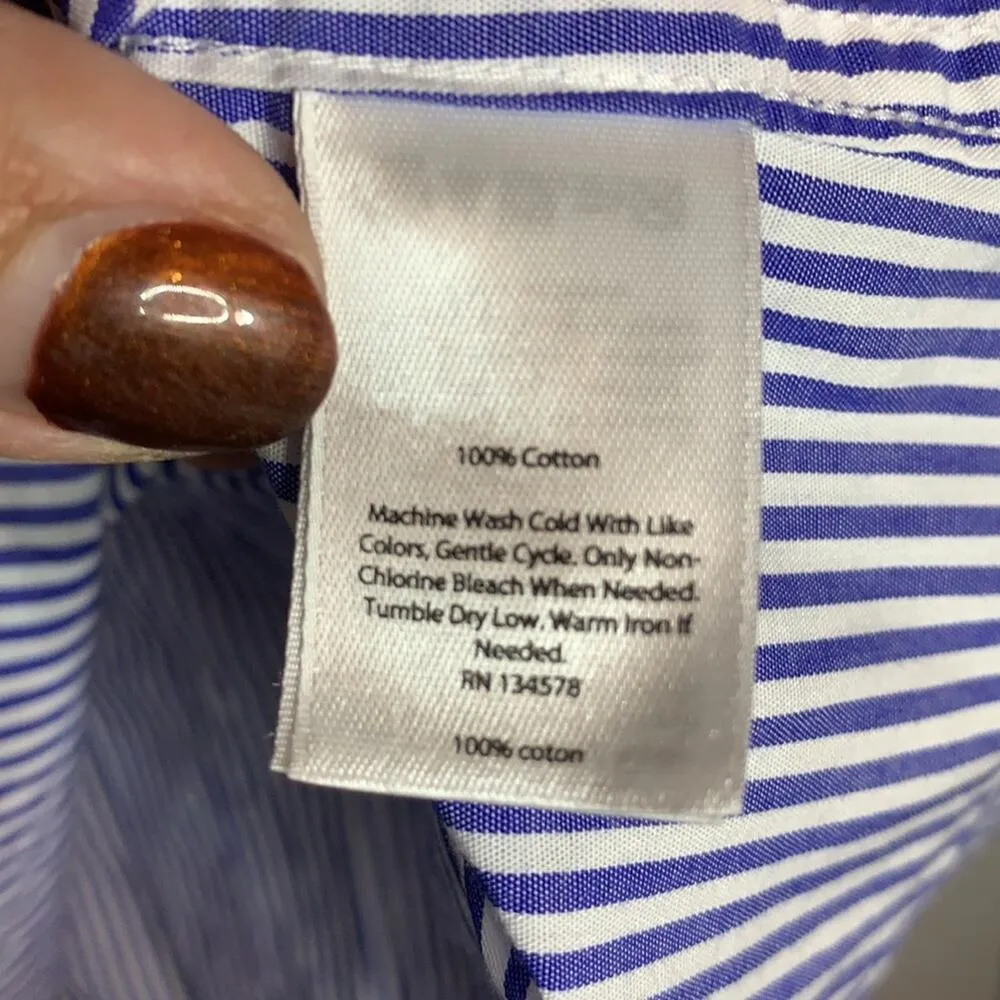 100% Cotton
Machine Wash Cold With Like
Colors, Gentle Cycle. Only Non-
Chlorine Bleach When Needed.
Tumble Dry Low. Warm Iron If
Needed.
RN 134578
100% coton